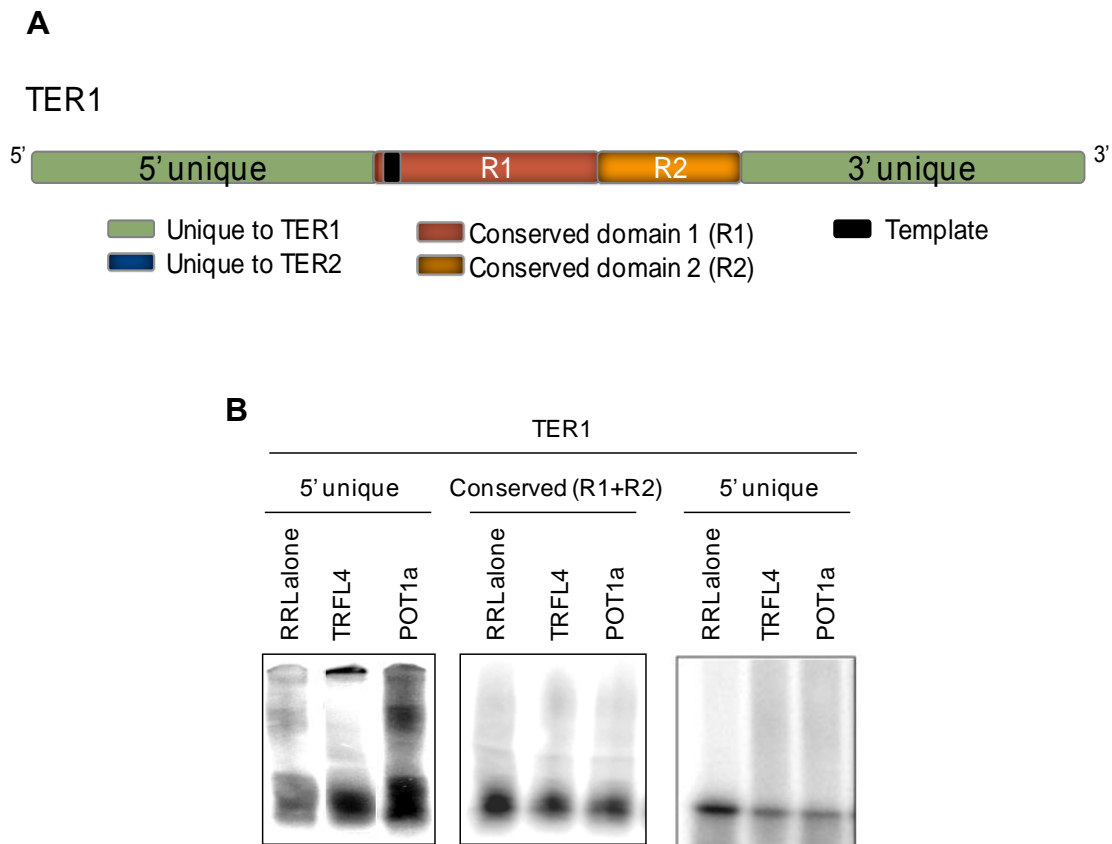 A
TER1
5’ 5’ unique R1 R2 3’ unique 3’
Unique to TER1 Conserved domain 1 (R1) Template
Unique to TER2 Conserved domain 2 (R2)
B
TER1
5’ unique Conserved (R1+R2) 5’ unique
RRL alone TRFL4 POT1a RRL alone TRFL4 POT1a RRL alone TRFL4 POT1a